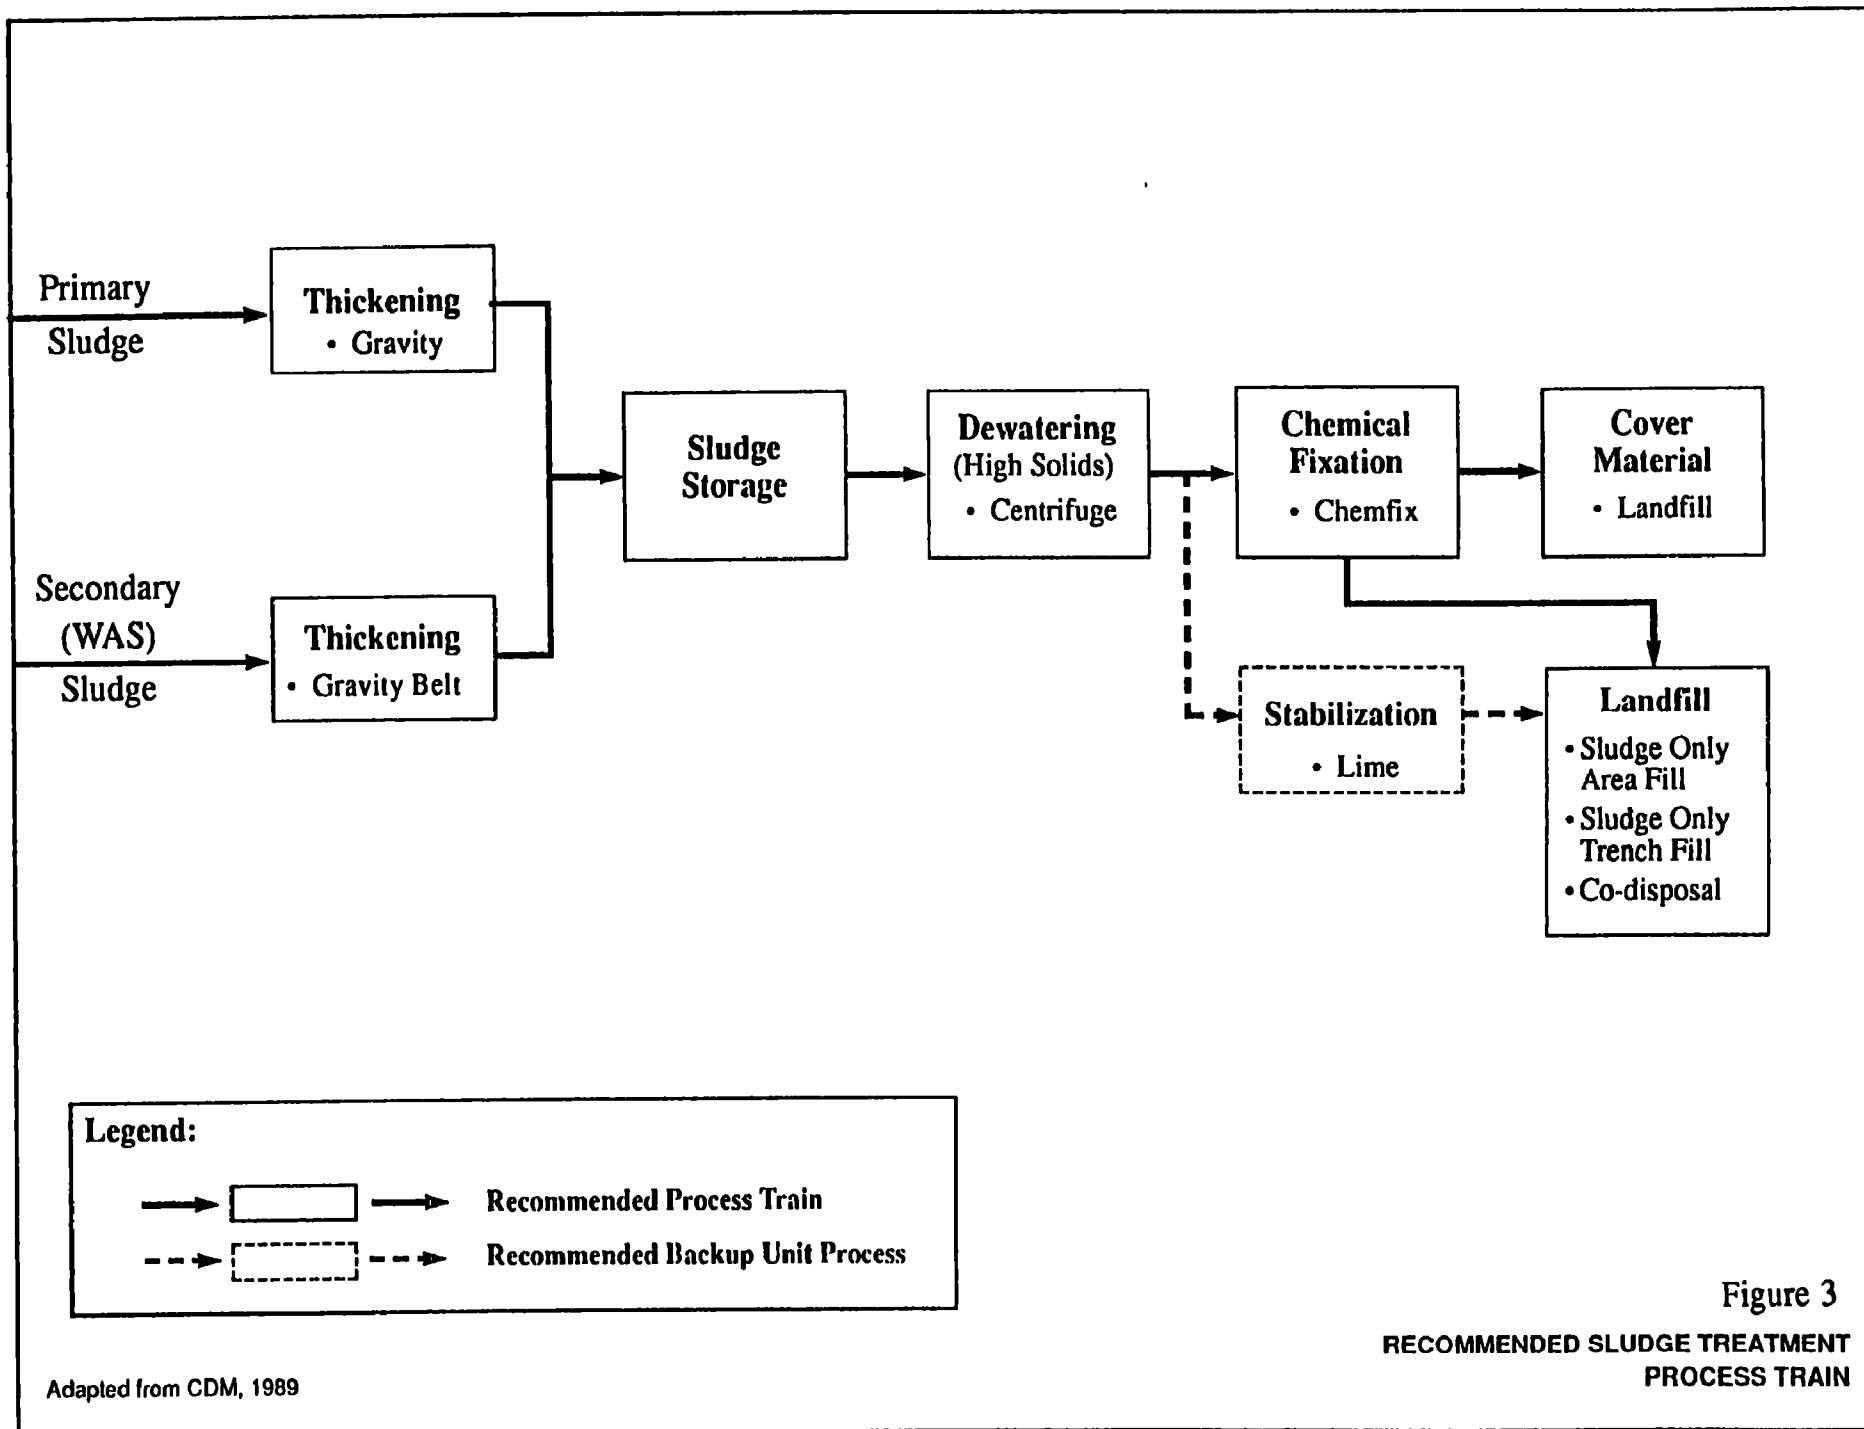 Primary
Sludge
Thickening
• Gravity
Secondary
(WAS)
Sludge
Thickening
• Gravity Belt
Sludge
Storage
Dewatering
(High Solids)
• Centrifuge
Chemical
Fixation
• Chemfix
Cover
Material
• Landfill
Stabilization
• Lime
Landfill
• Sludge Only
Area Fill
• Sludge Only
Trench Fill
• Co-disposal
Legend:
Recommended Process Train
Recommended Backup Unit Process
Figure 3
RECOMMENDED SLUDGE TREATMENT
PROCESS TRAIN
Adapted from CDM, 1989